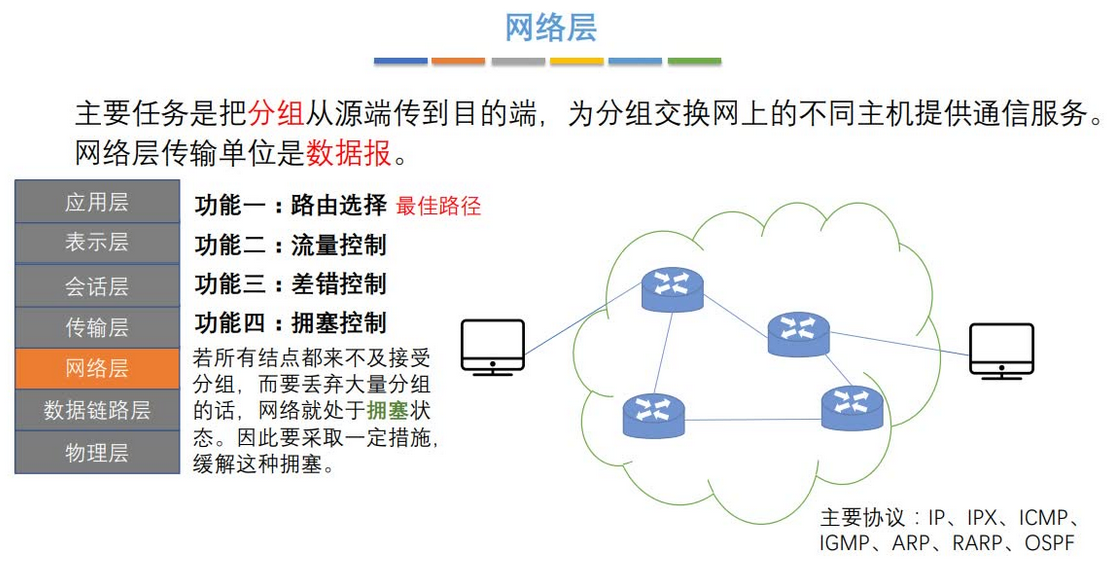 网络层
主要任务是把分组从源端传到目的端，为分组交换网上的不同主机提供通信服务。
网络层传输单位是数据报。
应用层
表示层
会话层
传输层
网络层
数据链路层
物理层
功能一：路由选择 最佳路径
功能二：流量控制
功能三：差错控制
功能四：拥塞控制
若所有结点都来不及接受
分组，而要丢弃大量分组
的话，网络就处于拥塞状
态。因此要采取一定措施，
缓解这种拥塞。
主要协议：IP、IPX、ICMP、
IGMP、ARP、RARP、OSPF